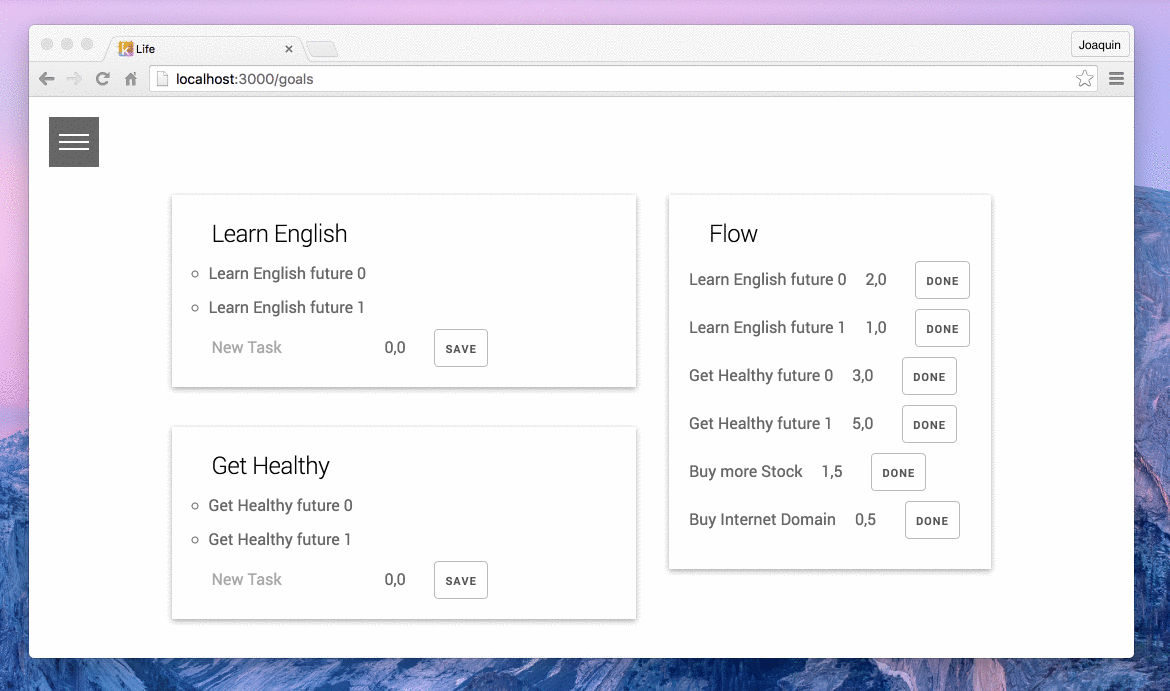 Life
Joaquin
localhost:3000/goals
Learn English
Learn English future 0
Learn English future 1
New Task 0,0 SAVE
Get Healthy
Get Healthy future 0
Get Healthy future 1
New Task 0,0 SAVE
Flow
Learn English future 0 2,0 DONE
Learn English future 1 1,0 DONE
Get Healthy future 0 3,0 DONE
Get Healthy future 1 5,0 DONE
Buy more Stock 1,5 DONE
Buy Internet Domain 0,5 DONE